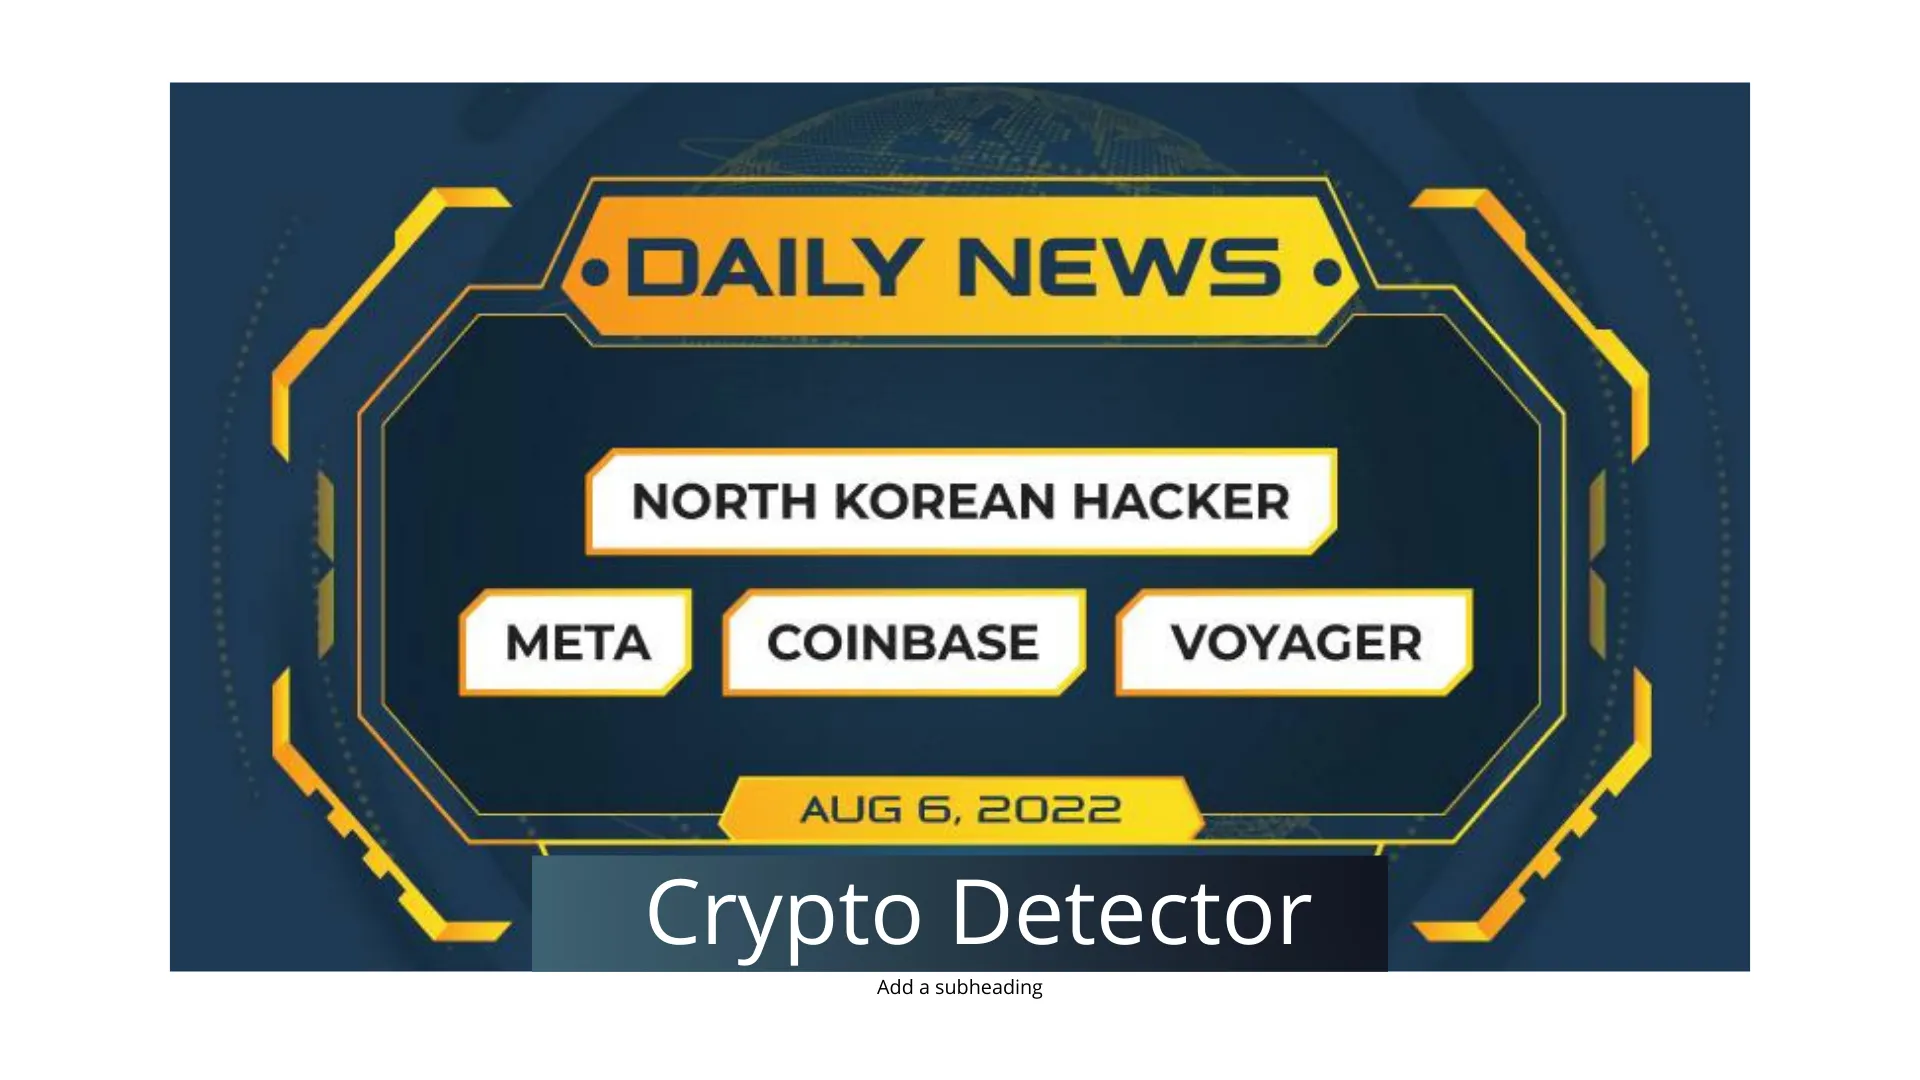 DAILY NEWS
NORTH KOREAN HACKER
META COINBASE VOYAGER
AUG 6, 2022
Crypto Detector
Add a subheading